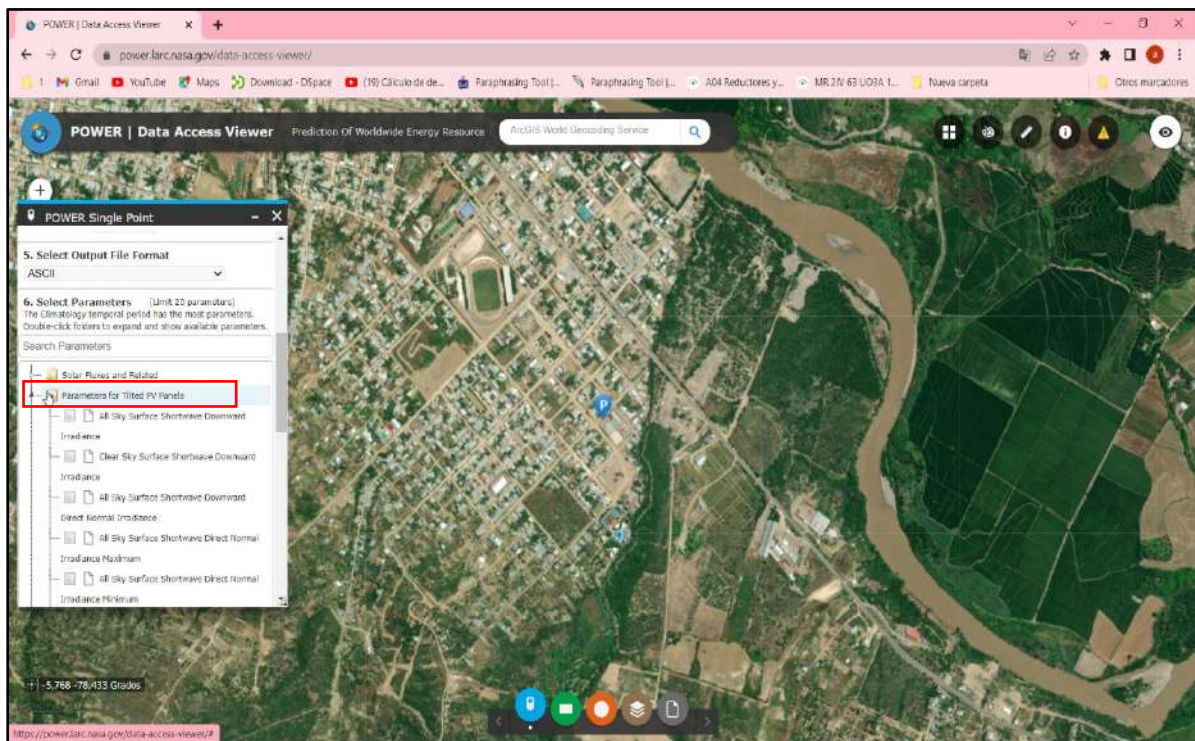 POWER | Data Access Viewer
power.larc.nasa.gov/data-access-viewer/
1 Gmail YouTube Maps Download - DSpace (19) Cálculo de de... Paraphrasing Tool |... Paraphrasing Tool |... A04 Reductores y... MR 2IV 63 UO3A 1... Nueva carpeta Otros marcadores
POWER | Data Access Viewer Prediction Of Worldwide Energy Resource ArcGIS World Geocoding Service
POWER Single Point
5. Select Output File Format
ASCII
6. Select Parameters (Limit 20 parameters)
The Climatology temporal period has the most parameters.
Double-click folders to expand and show available parameters.
Search Parameters
Solar Fluxes and Related
Parameters for Tilted PV Panels
All Sky Surface Shortwave Downward
Irradiance
Clear Sky Surface Shortwave Downward
Irradiance
All Sky Surface Shortwave Downward
Direct Normal Irradiance
All Sky Surface Shortwave Direct Normal
Irradiance Maximum
All Sky Surface Shortwave Direct Normal
Irradiance Minimum
P
-5,768 -78,433 Grados
https://power.larc.nasa.gov/data-access-viewer/#